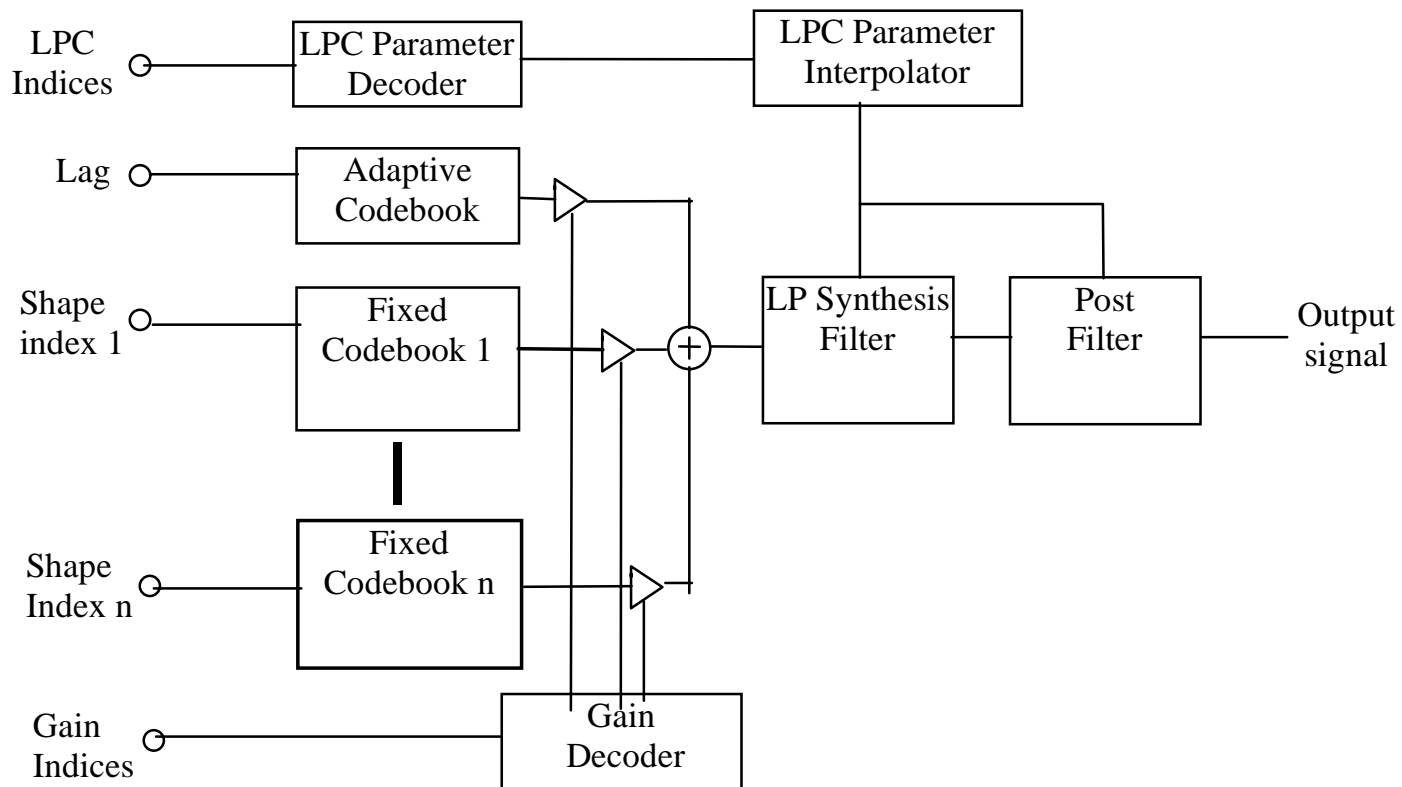 LPC
Indices
LPC Parameter
Decoder
LPC Parameter
Interpolator
Lag
Adaptive
Codebook
Shape
index 1
Fixed
Codebook 1
+
LP Synthesis
Filter
Post
Filter
Output
signal
Shape
Index n
Fixed
Codebook n
Gain
Indices
Gain
Decoder